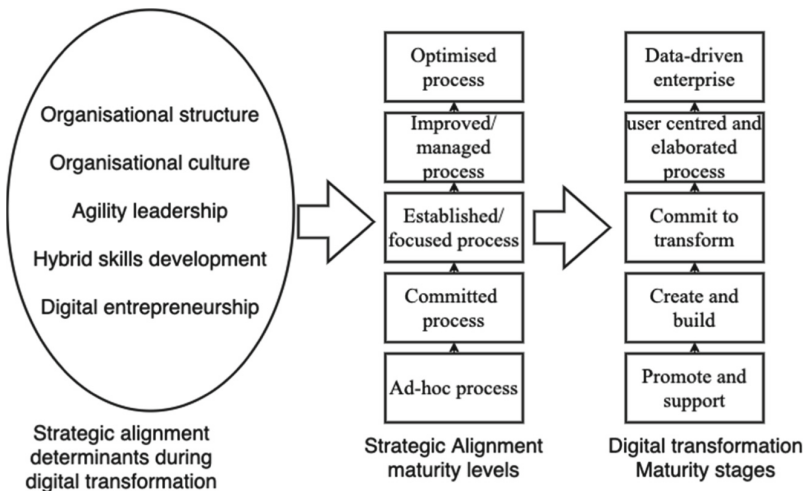 Organisational structure
Organisational culture
Agility leadership
Hybrid skills development
Digital entrepreneurship
Strategic alignment
determinants during
digital transformation
Optimised
process
Improved/
managed
process
Established/
focused process
Committed
process
Ad-hoc process
Strategic Alignment
maturity levels
Data-driven
enterprise
user centred and
elaborated
process
Commit to
transform
Create and
build
Promote and
support
Digital transformation
Maturity stages